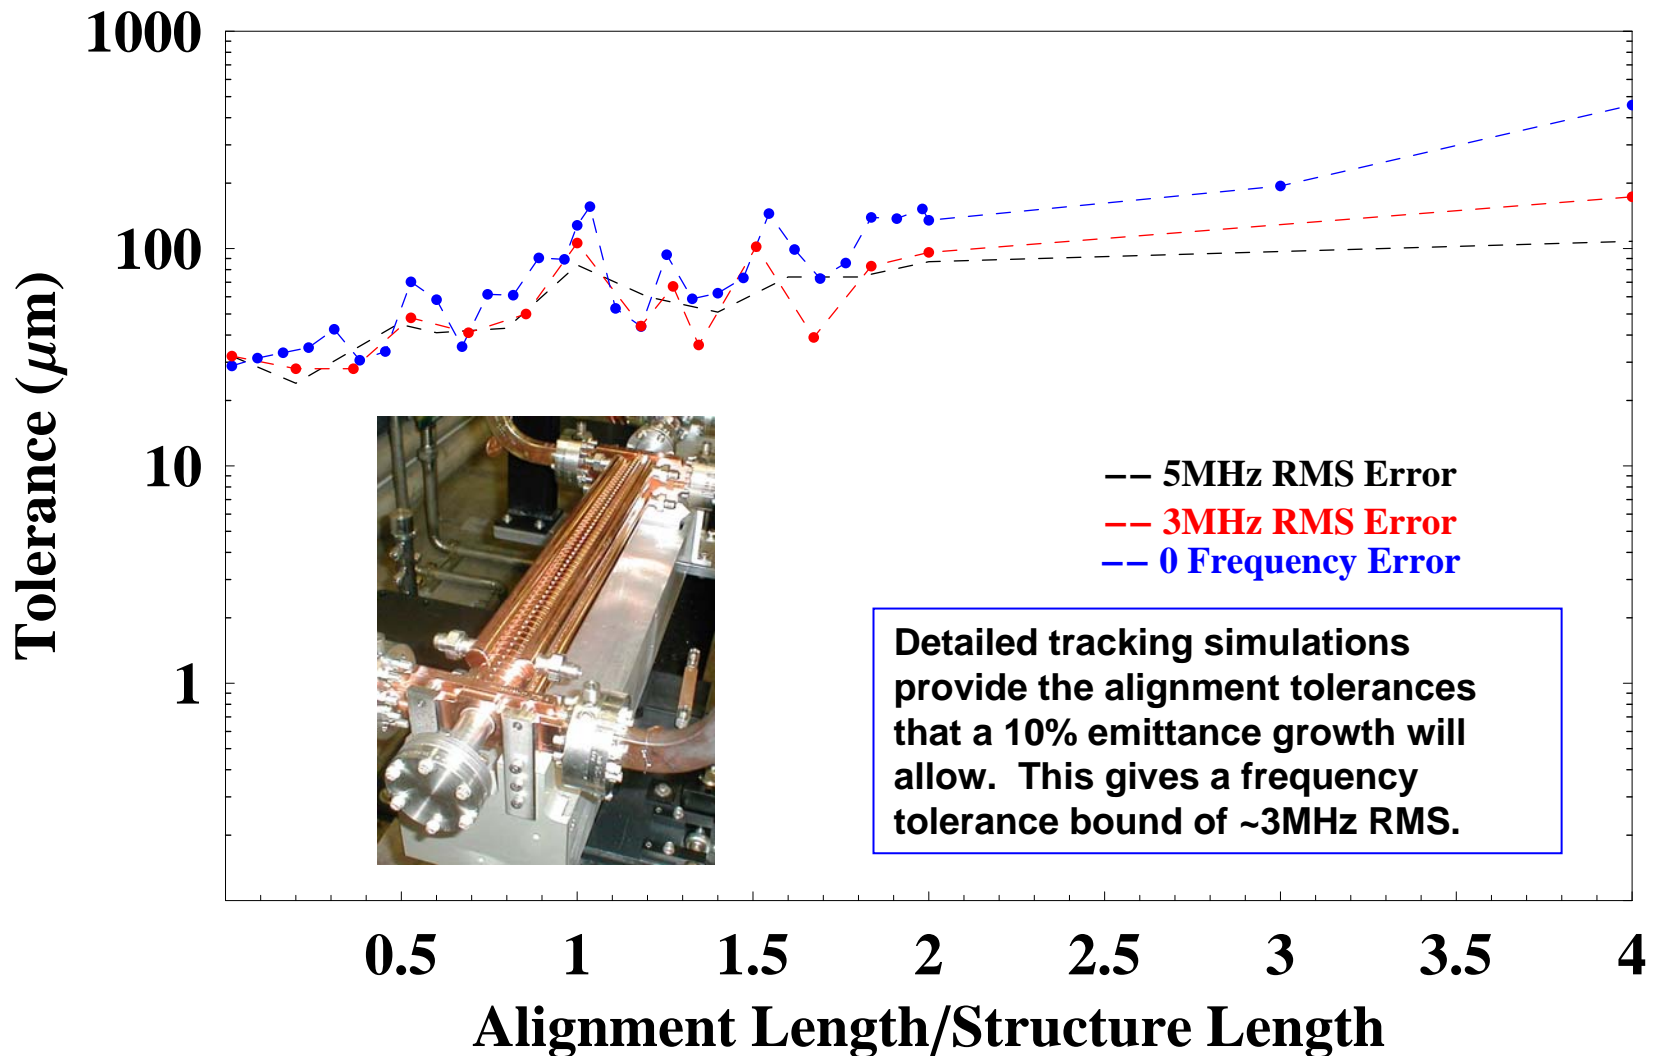 1000
100
10
1
Tolerance (μm)
−− 5MHz RMS Error
−− 3MHz RMS Error
−− 0 Frequency Error
Detailed tracking simulations
provide the alignment tolerances
that a 10% emittance growth will
allow. This gives a frequency
tolerance bound of ~3MHz RMS.
0.5 1 1.5 2 2.5 3 3.5 4
Alignment Length/Structure Length